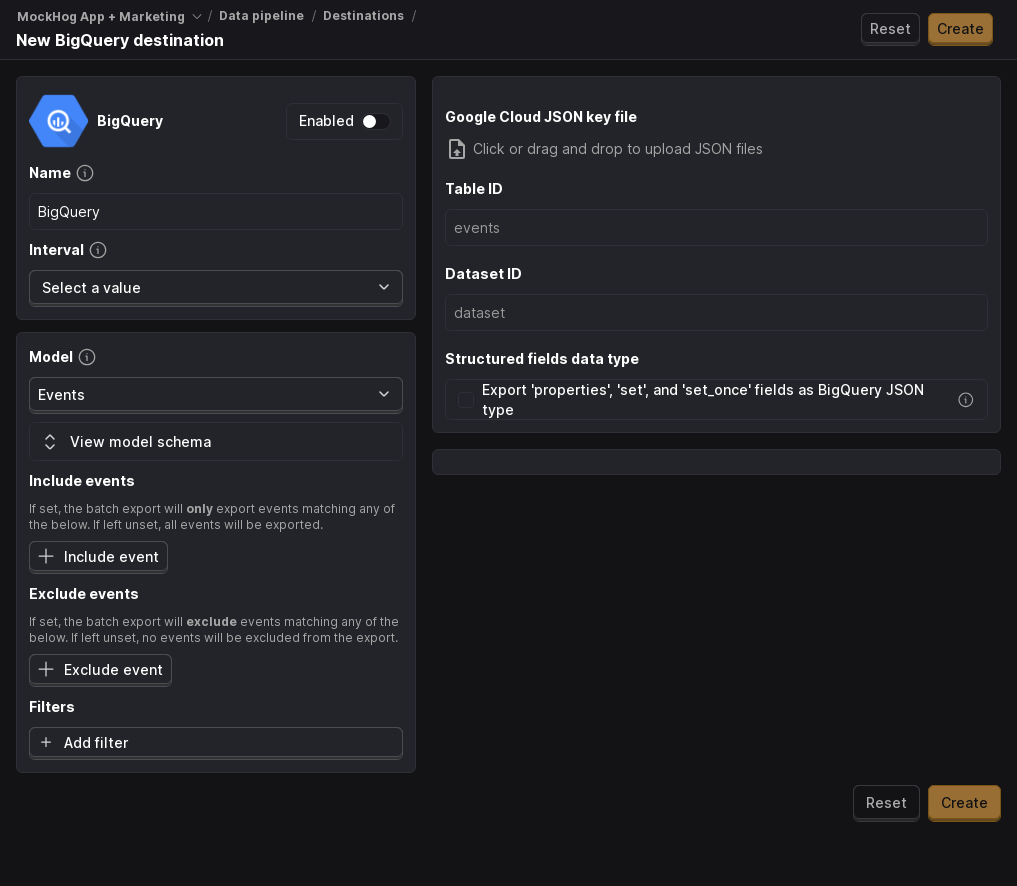 MockHog App + Marketing / Data pipeline / Destinations /
New BigQuery destination
Reset
Create
BigQuery
Enabled
Name
BigQuery
Interval
Select a value
Model
Events
View model schema
Include events
If set, the batch export will only export events matching any of
the below. If left unset, all events will be exported.
Include event
Exclude events
If set, the batch export will exclude events matching any of the
below. If left unset, no events will be excluded from the export.
Exclude event
Filters
Add filter
Google Cloud JSON key file
Click or drag and drop to upload JSON files
Table ID
events
Dataset ID
dataset
Structured fields data type
Export 'properties', 'set', and 'set_once' fields as BigQuery JSON
type
Reset
Create